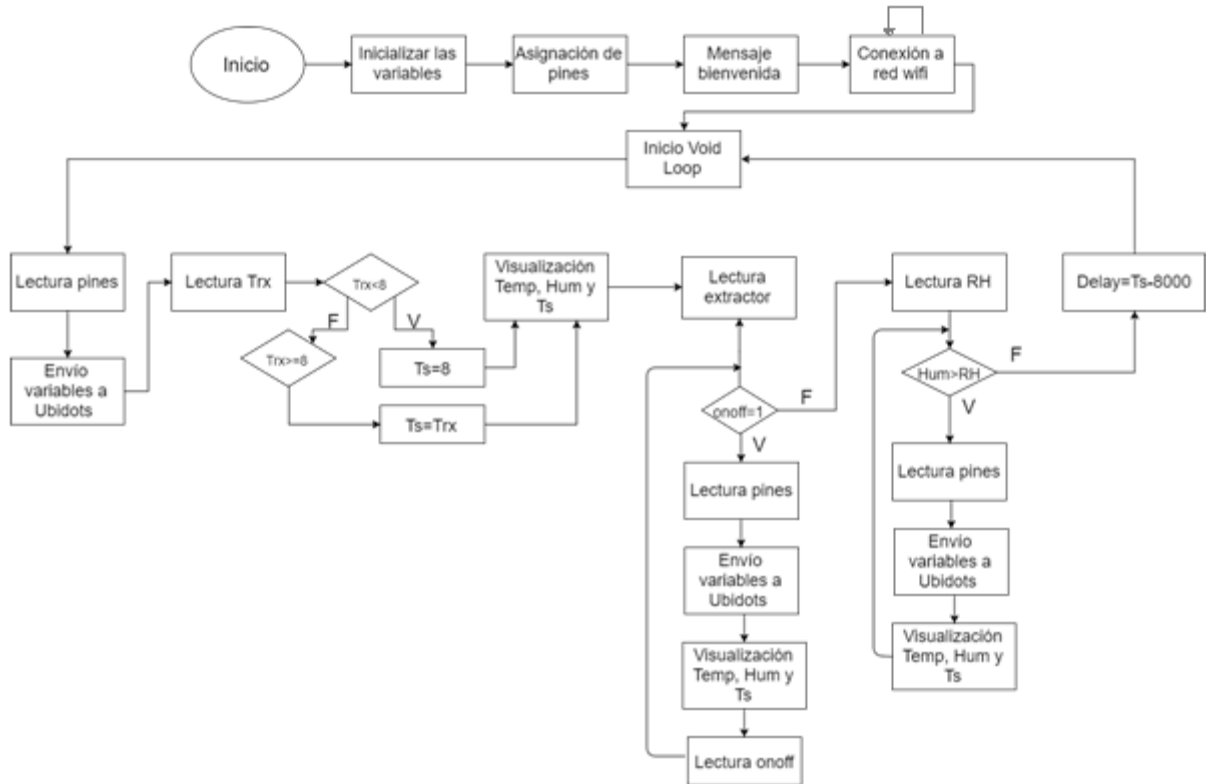 Inicio
Inicializar las
variables
Asignación de
pines
Mensaje
bienvenida
Conexión a
red wifi
Inicio Void
Loop
Lectura pines
Envío
variables a
Ubidots
Lectura Trx
Trx<8
F
V
Trx>=8
Ts=8
Ts=Trx
Visualización
Temp, Hum y
Ts
Lectura
extractor
onoff=1
F
V
Lectura pines
Envío
variables a
Ubidots
Visualización
Temp, Hum y
Ts
Lectura onoff
Lectura RH
Hum>RH
F
V
Lectura pines
Envío
variables a
Ubidots
Visualización
Temp, Hum y
Ts
Delay=Ts-8000